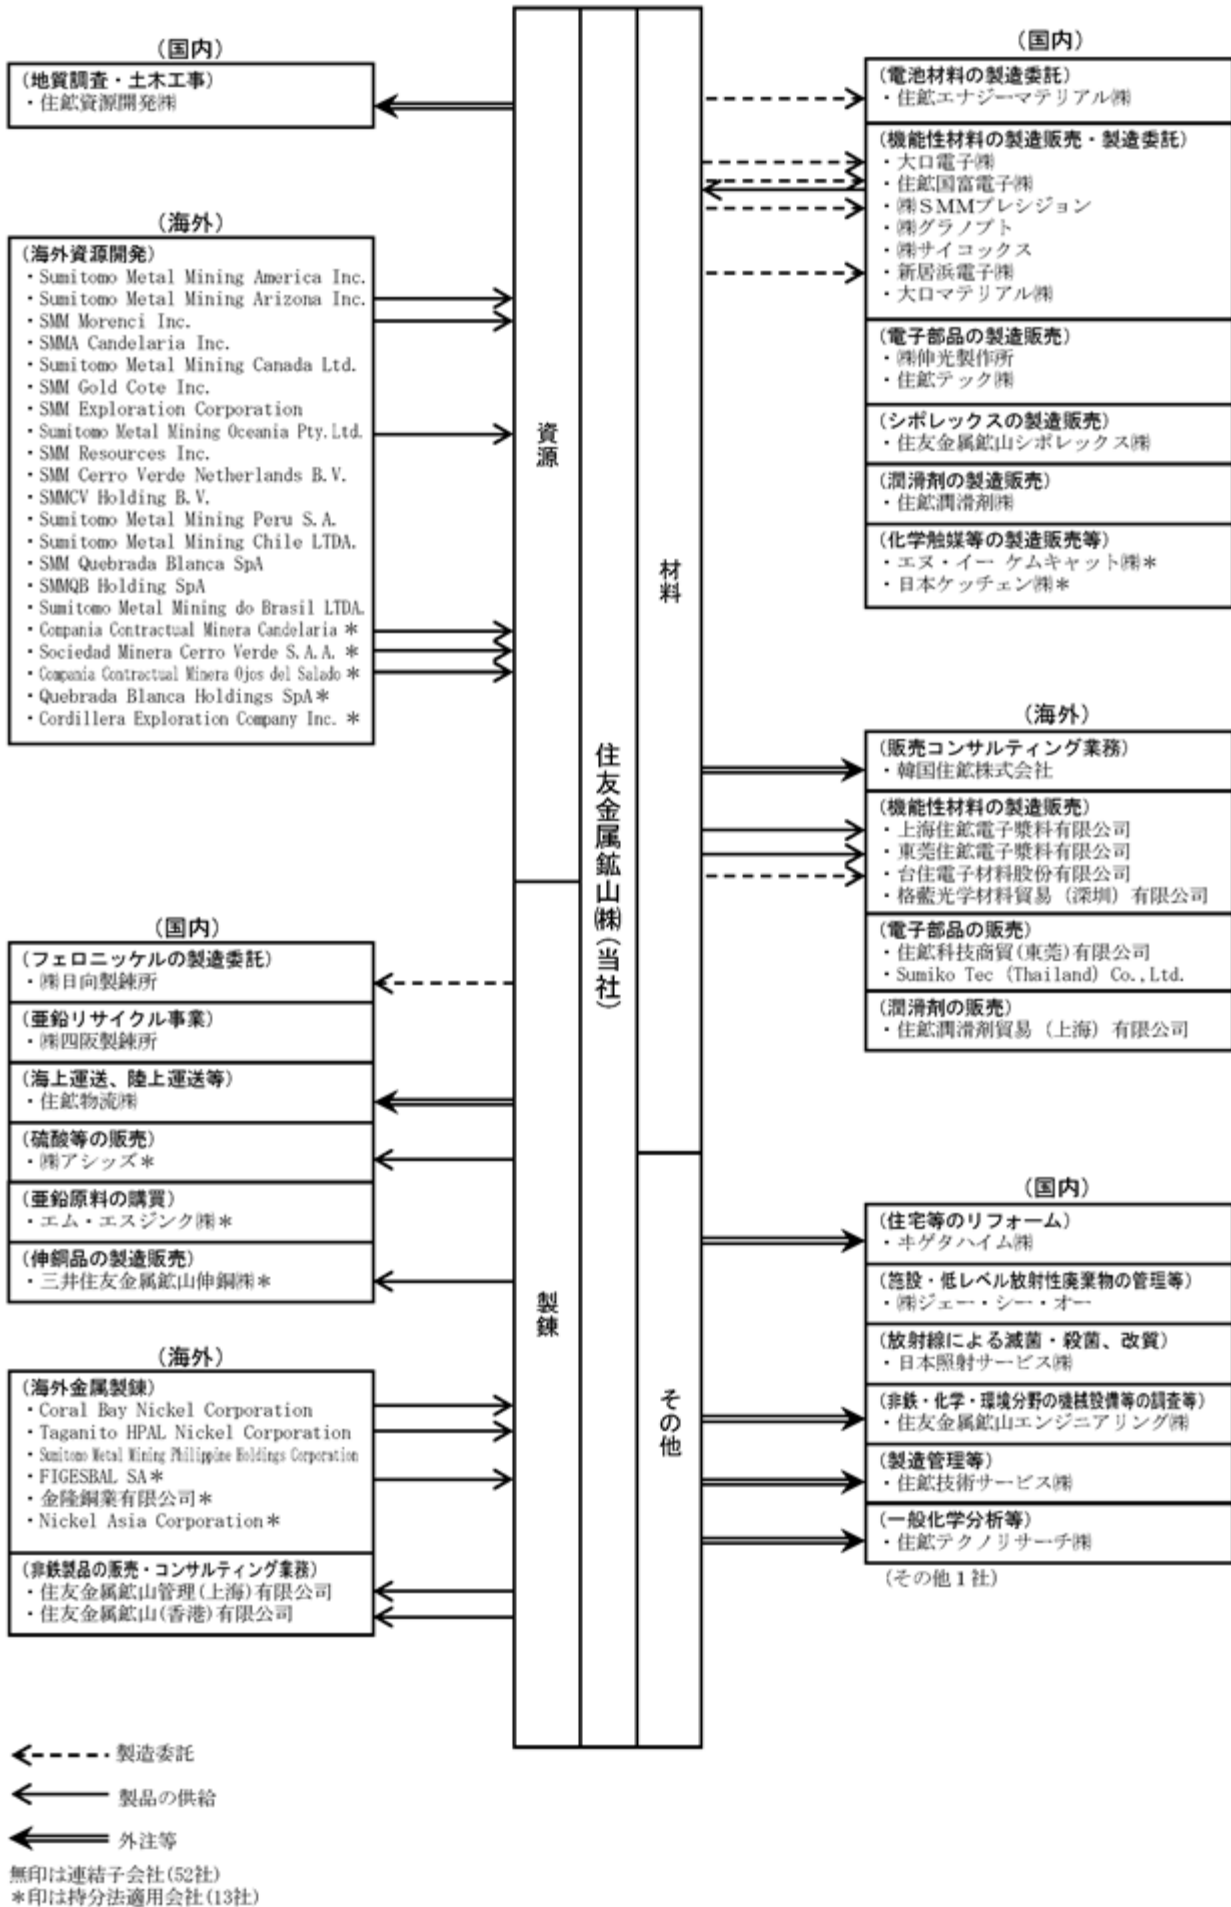 (国内)
(地質調査・土木工事)
・住鉱資源開発㈱
(海外)
(海外資源開発)
・Sumitomo Metal Mining America Inc.
・Sumitomo Metal Mining Arizona Inc.
・SMM Morenci Inc.
・SMMA Candelaria Inc.
・Sumitomo Metal Mining Canada Ltd.
・SMM Gold Cote Inc.
・SMM Exploration Corporation
・Sumitomo Metal Mining Oceania Pty.Ltd.
・SMM Resources Inc.
・SMM Cerro Verde Netherlands B.V.
・SMMCV Holding B.V.
・Sumitomo Metal Mining Peru S.A.
・Sumitomo Metal Mining Chile LTDA.
・SMM Quebrada Blanca SpA
・SMMQB Holding SpA
・Sumitomo Metal Mining do Brasil LTDA.
・Compania Contractual Minera Candelaria *
・Sociedad Minera Cerro Verde S.A.A. *
・Compania Contractual Minera Ojos del Salado *
・Quebrada Blanca Holdings SpA*
・Cordillera Exploration Company Inc. *
(国内)
(フェロニッケルの製造委託)
・㈱日向製錬所
(亜鉛リサイクル事業)
・㈱四阪製錬所
(海上運送、陸上運送等)
・住鉱物流㈱
(硫酸等の販売)
・㈱アシッズ*
(亜鉛原料の購買)
・エム・エスジンク㈱*
(伸銅品の製造販売)
・三井住友金属鉱山伸銅㈱*
(海外)
(海外金属製錬)
・Coral Bay Nickel Corporation
・Taganito HPAL Nickel Corporation
・Sumitomo Metal Mining Philippine Holdings Corporation
・FIGESBAL SA*
・金隆銅業有限公司*
・Nickel Asia Corporation*
(非鉄製品の販売・コンサルティング業務)
・住友金属鉱山管理(上海)有限公司
・住友金属鉱山(香港)有限公司
資源
製錬
住友金属鉱山㈱(当社)
材料
その他
(国内)
(電池材料の製造委託)
・住鉱エナジーマテリアル㈱
(機能性材料の製造販売・製造委託)
・大口電子㈱
・住鉱国富電子㈱
・㈱SMMプレシジョン
・㈱グラノプト
・㈱サイコックス
・新居浜電子㈱
・大口マテリアル㈱
(電子部品の製造販売)
・㈱伸光製作所
・住鉱テック㈱
(シポレックスの製造販売)
・住友金属鉱山シポレックス㈱
(潤滑剤の製造販売)
・住鉱潤滑剤㈱
(化学触媒等の製造販売等)
・エヌ・イー ケムキャット㈱*
・日本ケッチェン㈱*
(海外)
(販売コンサルティング業務)
・韓国住鉱株式会社
(機能性材料の製造販売)
・上海住鉱電子漿料有限公司
・東莞住鉱電子漿料有限公司
・台住電子材料股份有限公司
・格藍光学材料貿易(深圳)有限公司
(電子部品の販売)
・住鉱科技商貿(東莞)有限公司
・Sumiko Tec (Thailand) Co.,Ltd.
(潤滑剤の販売)
・住鉱潤滑剤貿易(上海)有限公司
(国内)
(住宅等のリフォーム)
・ヰゲタハイム㈱
(施設・低レベル放射性廃棄物の管理等)
・㈱ジェー・シー・オー
(放射線による滅菌・殺菌、改質)
・日本照射サービス㈱
(非鉄・化学・環境分野の機械設備等の調査等)
・住友金属鉱山エンジニアリング㈱
(製造管理等)
・住鉱技術サービス㈱
(一般化学分析等)
・住鉱テクノリサーチ㈱
(その他1社)
製造委託
製品の供給
外注等
無印は連結子会社(52社)
*印は持分法適用会社(13社)